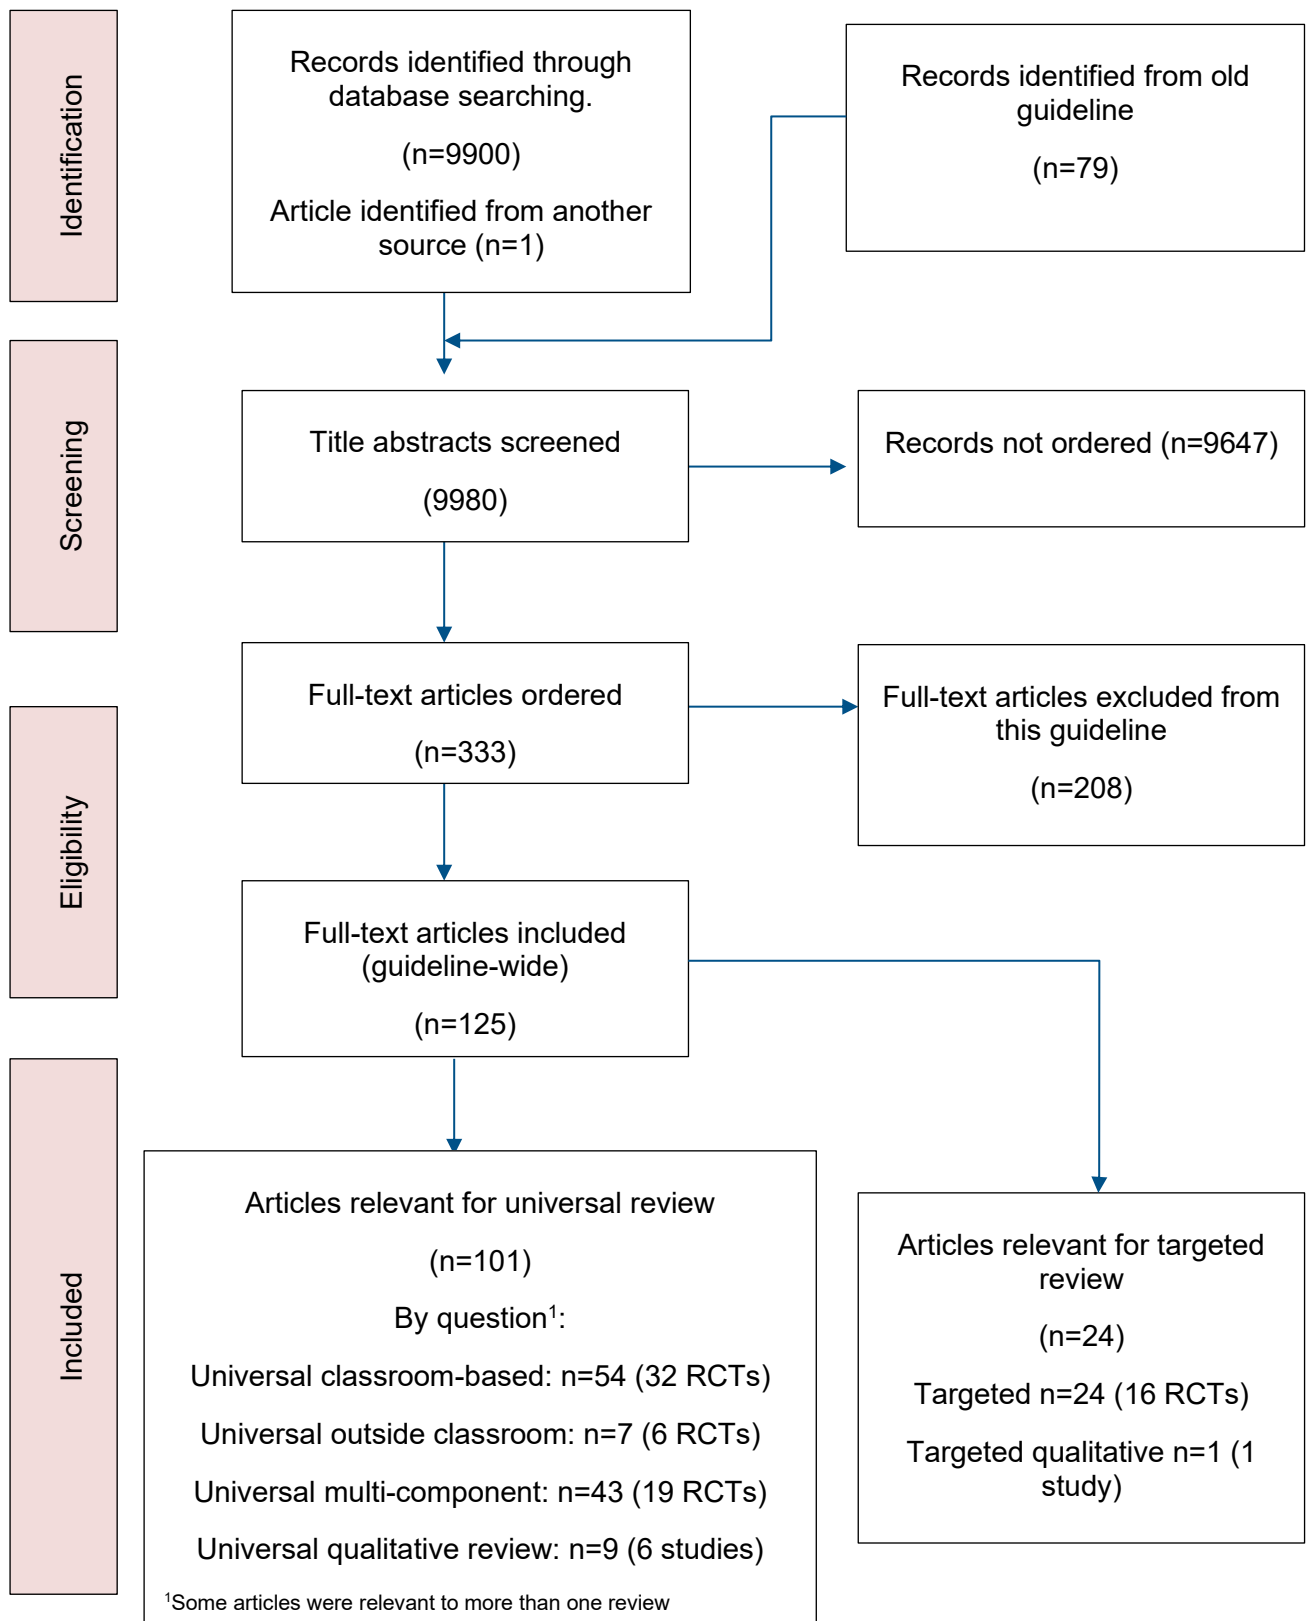 Identification
Records identified through
database searching.
(n=9900)
Article identified from another
source (n=1)
Records identified from old
guideline
(n=79)
Screening
Title abstracts screened
(9980)
Records not ordered (n=9647)
Full-text articles ordered
(n=333)
Full-text articles excluded from
this guideline
(n=208)
Eligibility
Full-text articles included
(guideline-wide)
(n=125)
Included
Articles relevant for universal review
(n=101)
By question¹:
Universal classroom-based: n=54 (32 RCTs)
Universal outside classroom: n=7 (6 RCTs)
Universal multi-component: n=43 (19 RCTs)
Universal qualitative review: n=9 (6 studies)
¹Some articles were relevant to more than one review
Articles relevant for targeted
review
(n=24)
Targeted n=24 (16 RCTs)
Targeted qualitative n=1 (1
study)